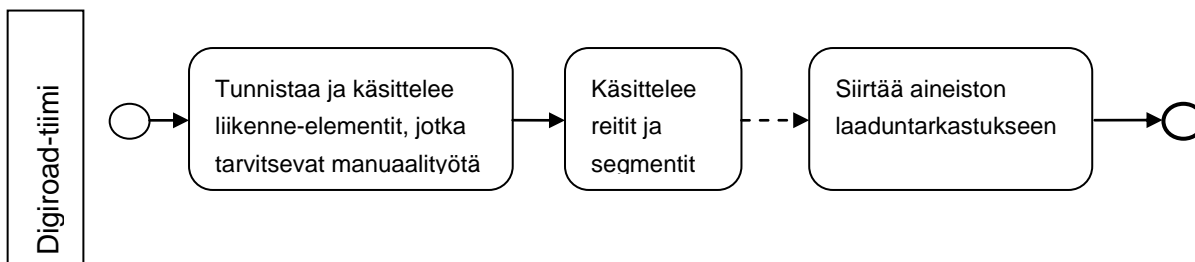 Digiroad-tiimi
Tunnistaa ja käsittelee
liikenne-elementit, jotka
tarvitsevat manuaalityötä
Käsittelee
reitit ja
segmentit
Siirtää aineiston
laaduntarkastukseen